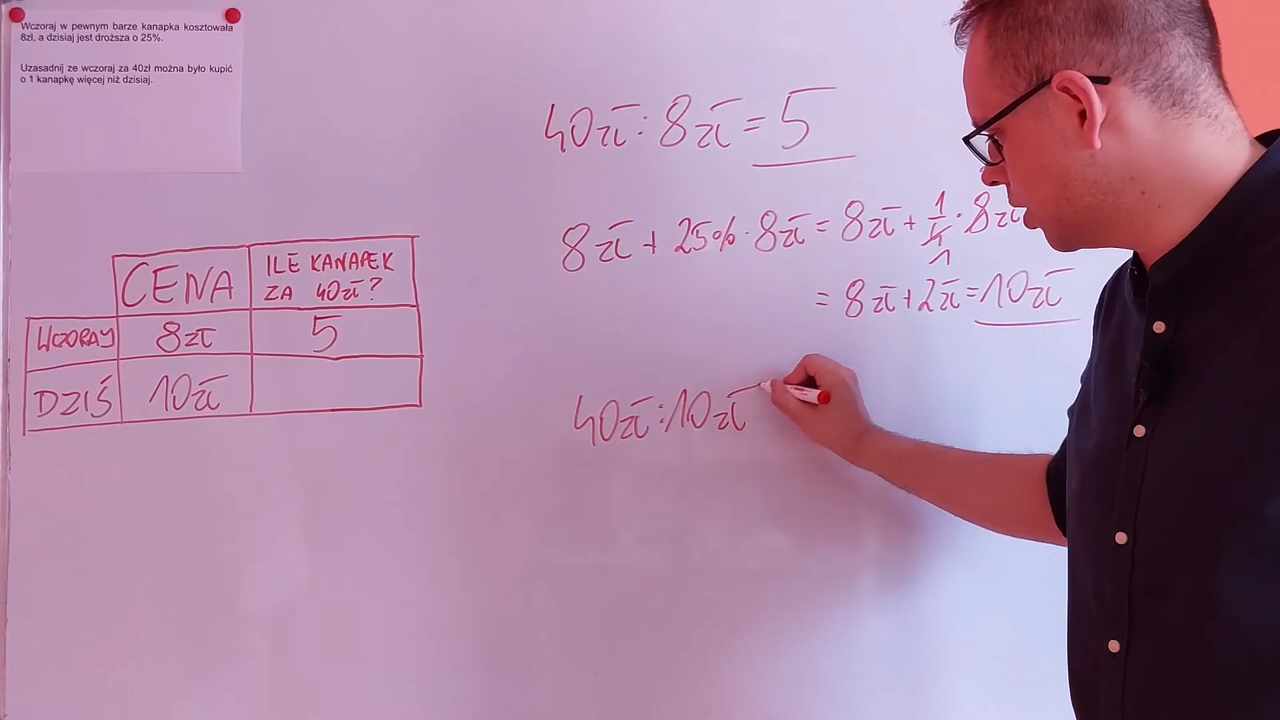 Wczoraj w pewnym barze kanapka kosztowała
8zł, a dzisiaj jest droższa o 25%.
Uzasadnij ze wczoraj za 40zł można było kupić
o 1 kanapkę więcej niż dzisiaj.
40zł : 8zł = 5
8zł + 25% · 8zł = 8zł + 1/4 · 8zł
1
= 8zł + 2zł = 10zł
40zł : 10zł
CENA ILE KANAPEK
ZA 40zł?
WCZORAJ 8zł 5
DZIŚ 10zł